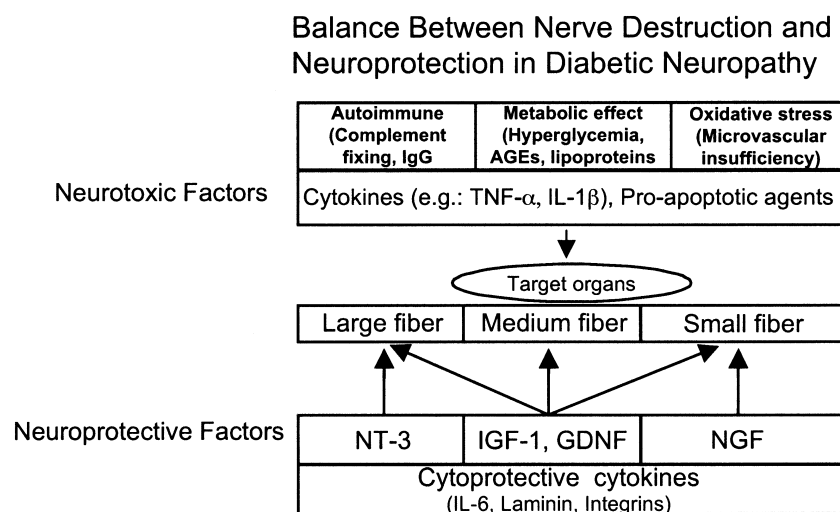 Balance Between Nerve Destruction and
Neuroprotection in Diabetic Neuropathy
Autoimmune
(Complement
fixing, IgG
Metabolic effect
(Hyperglycemia,
AGEs, lipoproteins
Oxidative stress
(Microvascular
insufficiency)
Neurotoxic Factors
Cytokines (e.g.: TNF-α, IL-1β), Pro-apoptotic agents
Target organs
Large fiber
Medium fiber
Small fiber
Neuroprotective Factors
NT-3
IGF-1, GDNF
NGF
Cytoprotective cytokines
(IL-6, Laminin, Integrins)